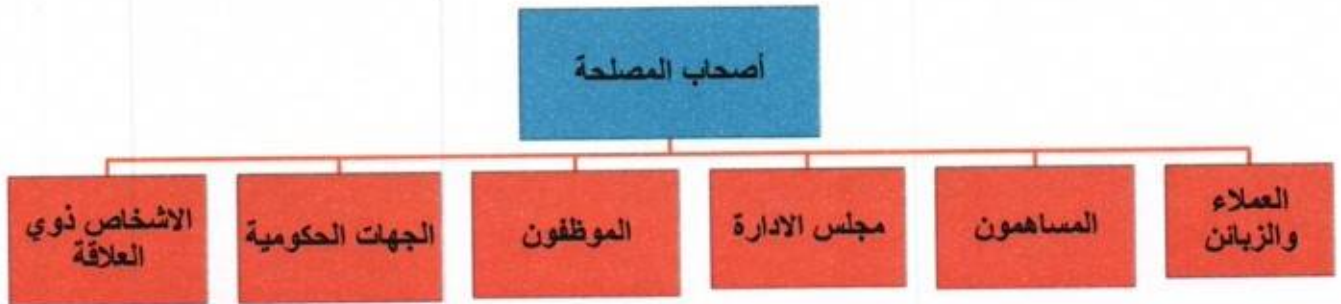 أصحاب المصلحة
العملاء
والزبائن
المساهمون
مجلس الادارة
الموظفون
الجهات الحكومية
الاشخاص ذوي
العلاقة